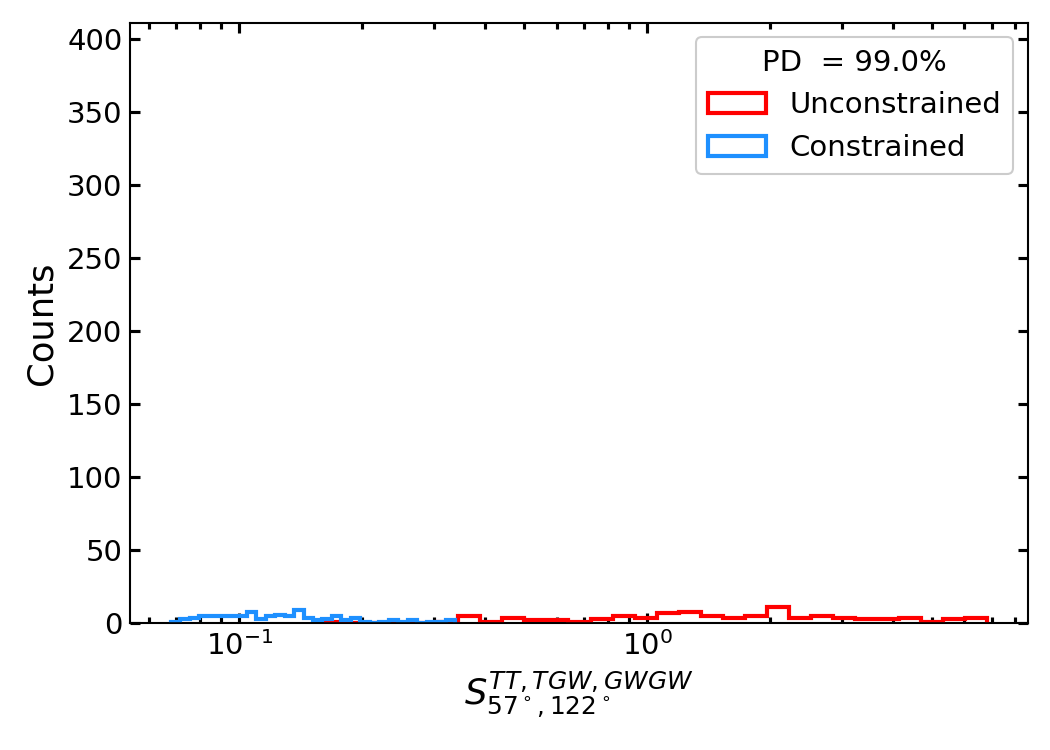 400
350
300
250
200
150
100
50
0
Counts
PD = 99.0%
Unconstrained
Constrained
10⁻¹
10⁰
S^{TT,TGW,GWGW}_{57°,122°}